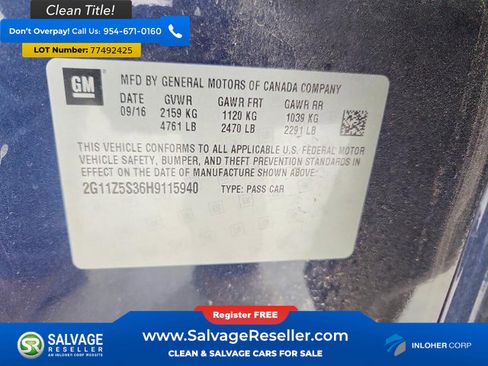 Clean Title!
Don't Overpay! Call Us: 954-671-0160
Lot Number: 77492425
GM
MFD BY GENERAL MOTORS OF CANADA COMPANY
DATE GVWR GAWR FRT GAWR RR
09/16 2159 KG 1120 KG 1039 KG
4761 LB 2470 LB 2291 LB
THIS VEHICLE CONFORMS TO ALL APPLICABLE U.S. FEDERAL MOTOR
VEHICLE SAFETY, BUMPER, AND THEFT PREVENTION STANDARDS IN
EFFECT ON THE DATE OF MANUFACTURE SHOWN ABOVE.
2G11Z5S36H9115940 TYPE: PASS CAR
Register FREE!
SALVAGE
RESELLER
AN INLOHER CORP WEBSITE
www.SalvageReseller.com
CLEAN & SALVAGE CARS FOR SALE
INLOHER CORP